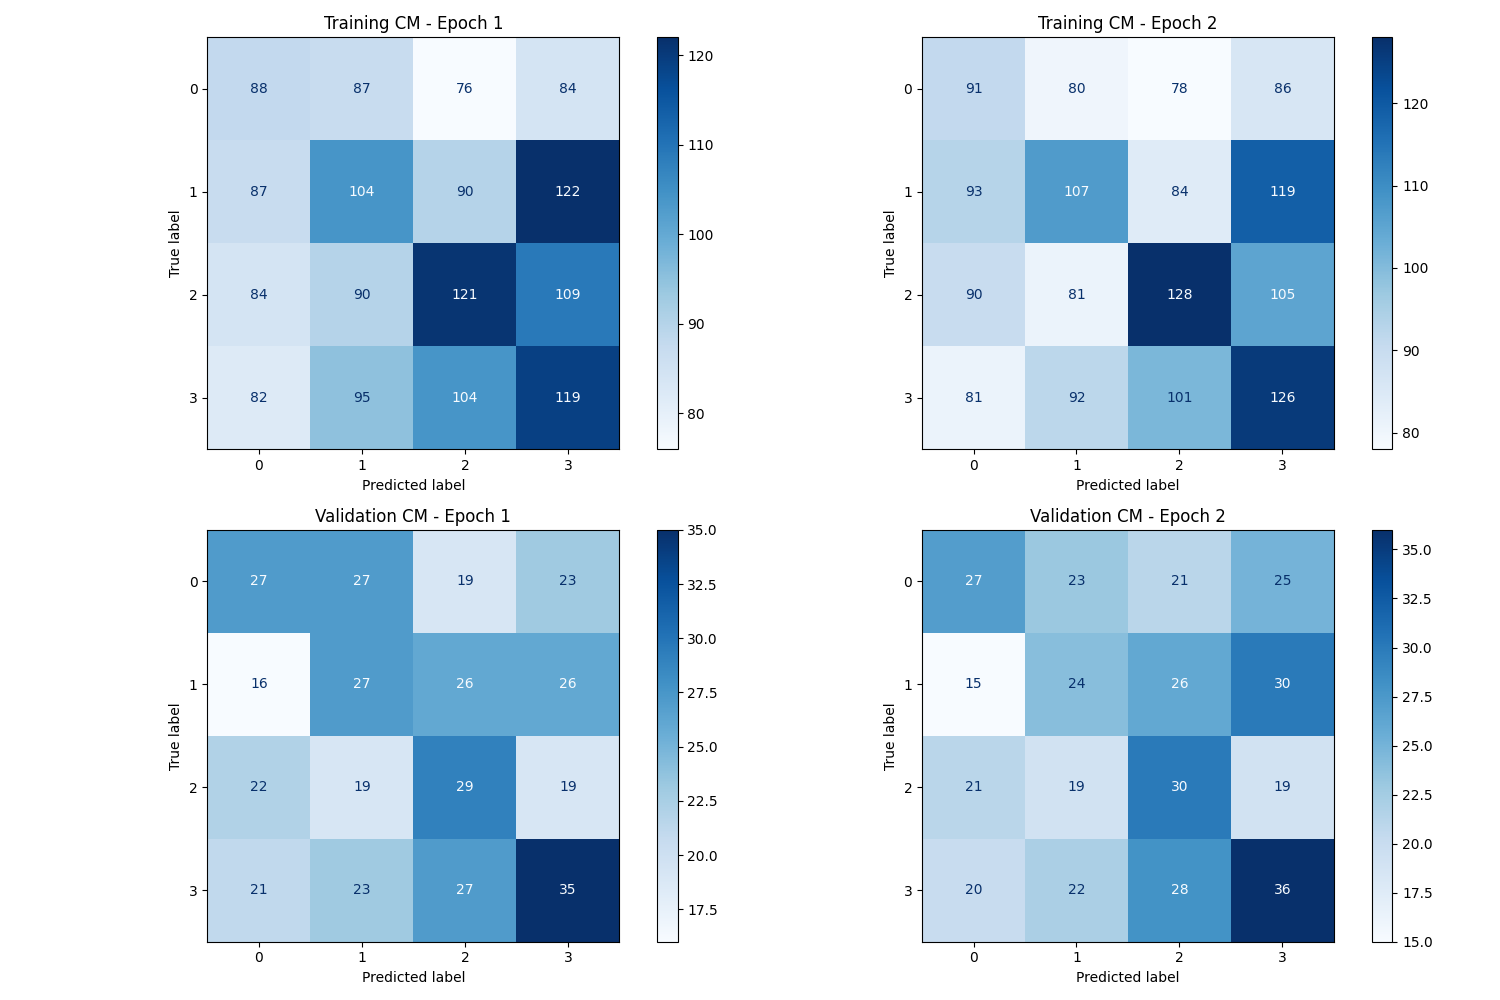 Training CM - Epoch 1
Training CM - Epoch 2
0 88 87 76 84
1 87 104 90 122
2 84 90 121 109
3 82 95 104 119
0 1 2 3
Predicted label
True label
120
110
100
90
80
0 91 80 78 86
1 93 107 84 119
2 90 81 128 105
3 81 92 101 126
0 1 2 3
Predicted label
True label
120
110
100
90
80
Validation CM - Epoch 1
Validation CM - Epoch 2
0 27 27 19 23
1 16 27 26 26
2 22 19 29 19
3 21 23 27 35
0 1 2 3
Predicted label
True label
35.0
32.5
30.0
27.5
25.0
22.5
20.0
17.5
0 27 23 21 25
1 15 24 26 30
2 21 19 30 19
3 20 22 28 36
0 1 2 3
Predicted label
True label
35.0
32.5
30.0
27.5
25.0
22.5
20.0
17.5
15.0